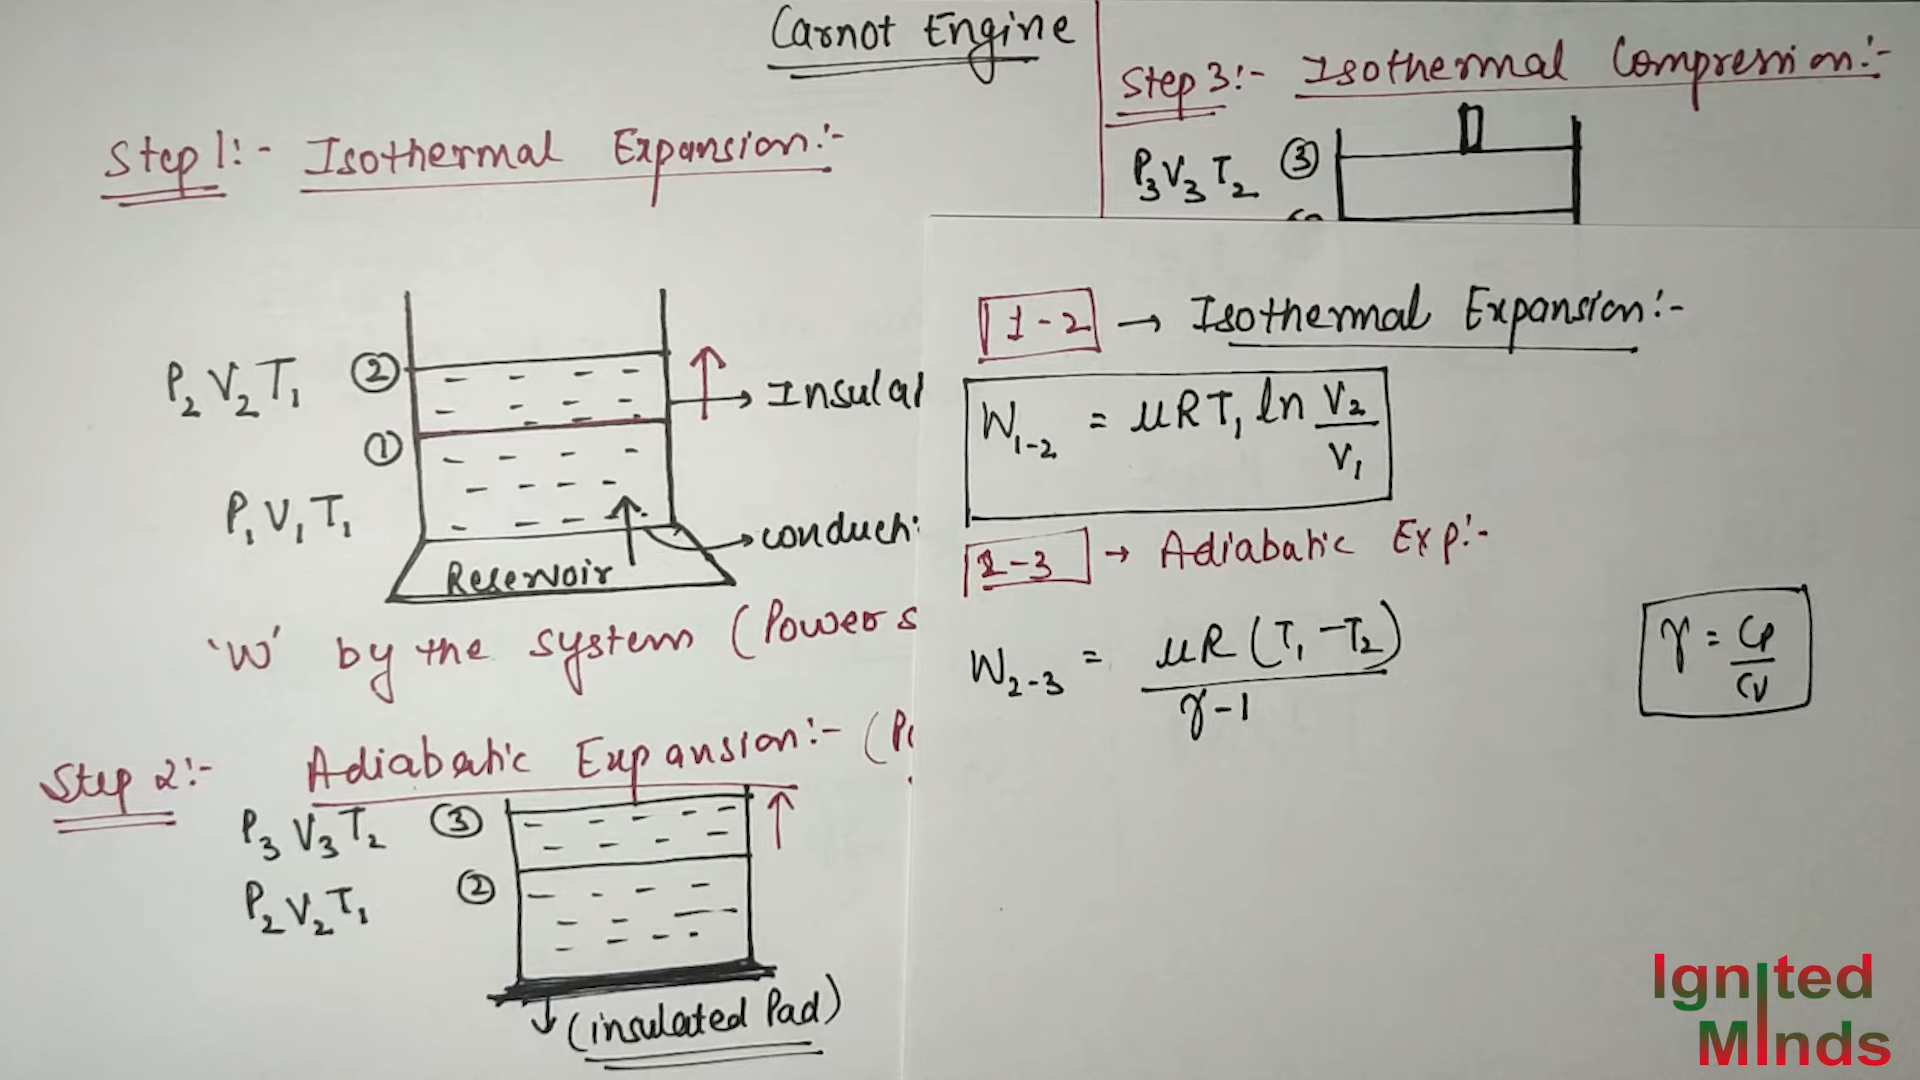 Carnot Engine
Step 1:- Isothermal Expansion:-
P₂ V₂ T₁ ②
① 
P₁ V₁ T₁
Reservoir
'W' by the system (Power
Step 2:- Adiabatic Expansion:-
P₃ V₃ T₂ ③
P₂ V₂ T₁ ②
(insulated Pad)
Step 3:- Isothermal Compression:-
P₃ V₃ T₂ ③
1-2 → Isothermal Expansion:-
W₁₋₂ = μRT₁ ln V₂/V₁
2-3 → Adiabatic Exp:-
W₂₋₃ = μR(T₁-T₂)/γ-1
γ = Cp/Cv
Ignited
Minds